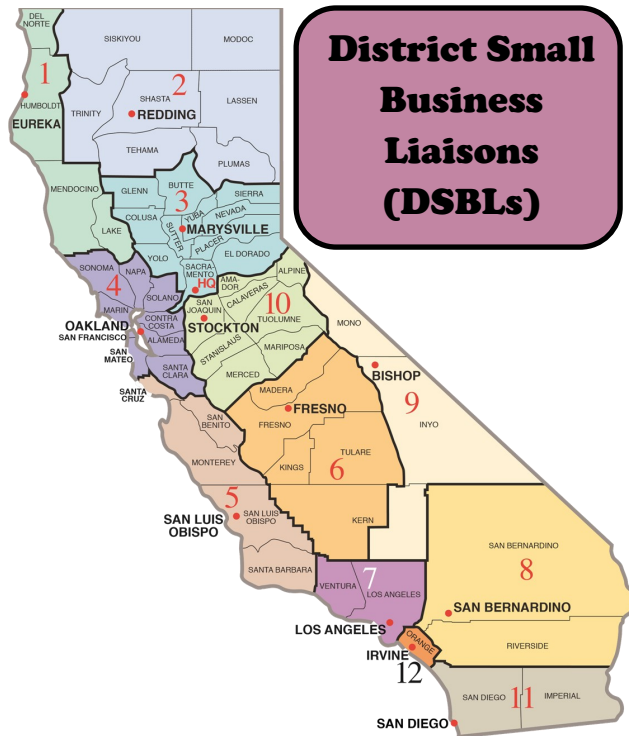 District Small
Business
Liaisons
(DSBLs)
DEL
NORTE
SISKIYOU
MODOC
1
2
HUMBOLDT
EUREKA
TRINITY
SHASTA
REDDING
LASSEN
TEHAMA
PLUMAS
MENDOCINO
LAKE
GLENN
BUTTE
3
SIERRA
COLUSA
YUBA
NEVADA
SUTTER
MARYSVILLE
PLACER
YOLO
EL DORADO
SACRA-
MENTO
HQ
SONOMA
NAPA
4
SOLANO
MARIN
CONTRA
COSTA
OAKLAND
SAN FRANCISCO
ALAMEDA
SAN
MATEO
SANTA
CLARA
SANTA
CRUZ
AMA-
DOR
ALPINE
CALAVERAS
10
SAN
JOAQUIN
STOCKTON
TUOLUMNE
STANISLAUS
MARIPOSA
MERCED
MONO
BISHOP
9
INYO
MADERA
FRESNO
FRESNO
TULARE
KINGS
6
KERN
SAN
BENITO
MONTEREY
5
SAN LUIS
OBISPO
SAN LUIS
OBISPO
SANTA BARBARA
7
VENTURA
LOS ANGELES
LOS ANGELES
SAN BERNARDINO
8
SAN BERNARDINO
RIVERSIDE
ORANGE
IRVINE
12
SAN DIEGO
11
IMPERIAL
SAN DIEGO